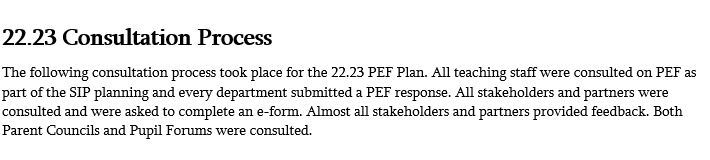 22.23 Consultation Process
The following consultation process took place for the 22.23 PEF Plan. All teaching staff were consulted on PEF as
part of the SIP planning and every department submitted a PEF response. All stakeholders and partners were
consulted and were asked to complete an e-form. Almost all stakeholders and partners provided feedback. Both
Parent Councils and Pupil Forums were consulted.